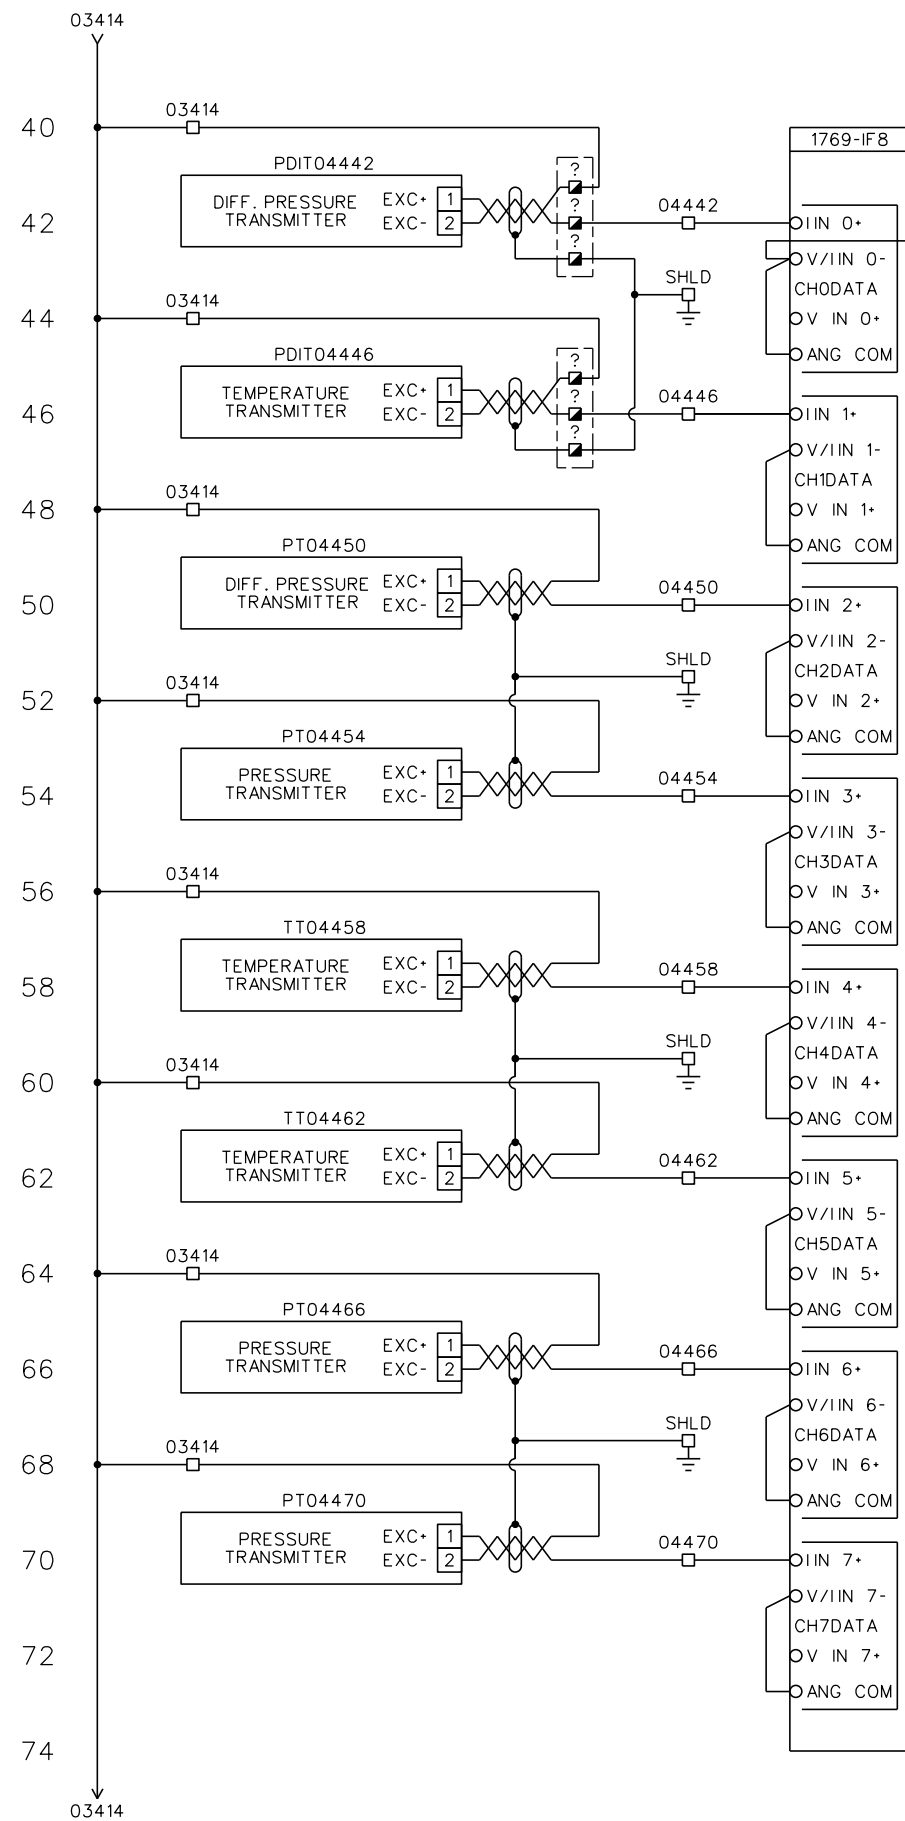 03414
03414
40
1769-IF8
PDIT04442
?
DIFF. PRESSURE
TRANSMITTER
EXC+ 1
EXC- 2
?
04442
42
IIN 0+
?
V/IIN 0-
SHLD
CH0DATA
03414
44
V IN 0+
PDIT04446
?
ANG COM
TEMPERATURE
TRANSMITTER
EXC+ 1
EXC- 2
?
04446
46
IIN 1+
?
V/IIN 1-
CH1DATA
03414
48
V IN 1+
PT04450
ANG COM
DIFF. PRESSURE
TRANSMITTER
EXC+ 1
EXC- 2
04450
50
IIN 2+
V/IIN 2-
SHLD
CH2DATA
03414
52
V IN 2+
PT04454
ANG COM
PRESSURE
TRANSMITTER
EXC+ 1
EXC- 2
04454
54
IIN 3+
V/IIN 3-
CH3DATA
03414
56
V IN 3+
TT04458
ANG COM
TEMPERATURE
TRANSMITTER
EXC+ 1
EXC- 2
04458
58
IIN 4+
V/IIN 4-
SHLD
CH4DATA
03414
60
V IN 4+
TT04462
ANG COM
TEMPERATURE
TRANSMITTER
EXC+ 1
EXC- 2
04462
62
IIN 5+
V/IIN 5-
CH5DATA
03414
64
V IN 5+
PT04466
ANG COM
PRESSURE
TRANSMITTER
EXC+ 1
EXC- 2
04466
66
IIN 6+
V/IIN 6-
SHLD
CH6DATA
03414
68
V IN 6+
PT04470
ANG COM
PRESSURE
TRANSMITTER
EXC+ 1
EXC- 2
04470
70
IIN 7+
V/IIN 7-
CH7DATA
72
V IN 7+
ANG COM
74
03414